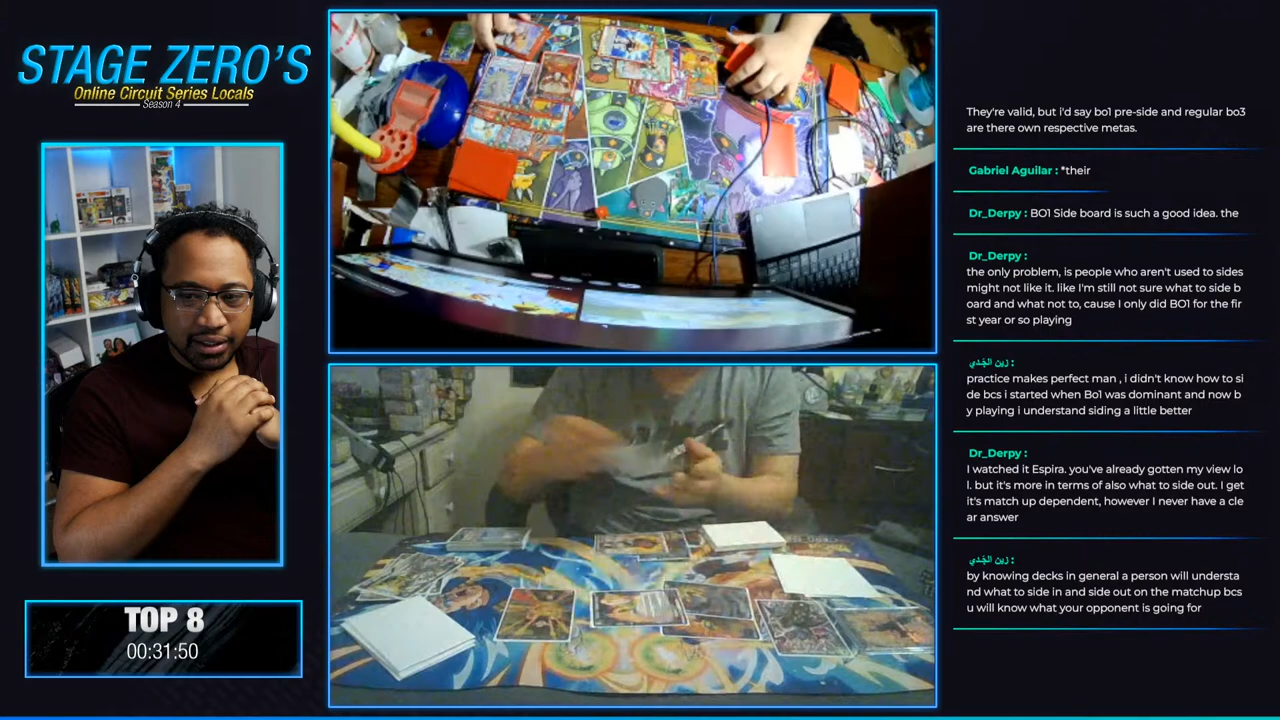 STAGE ZERO'S
Online Circuit Series Locals
Season 4
TOP 8
00:31:50
They're valid, but i'd say bo1 pre-side and regular bo3
are there own respective metas.
Gabriel Aguilar : *their
Dr_Derpy : BO1 Side board is such a good idea. the
Dr_Derpy :
the only problem, is people who aren't used to sides
might not like it. like I'm still not sure what to side b
oard and what not to, cause I only did BO1 for the fir
st year or so playing
زين الجدي :
practice makes perfect man , i didn't know how to si
de bcs i started when Bo1 was dominant and now b
y playing i understand siding a little better
Dr_Derpy :
I watched it Espira. you've already gotten my view lo
l. but it's more in terms of also what to side out. I get
it's match up dependent, however I never have a cle
ar answer
زين الجدي :
by knowing decks in general a person will understa
nd what to side in and side out on the matchup bcs
u will know what your opponent is going for